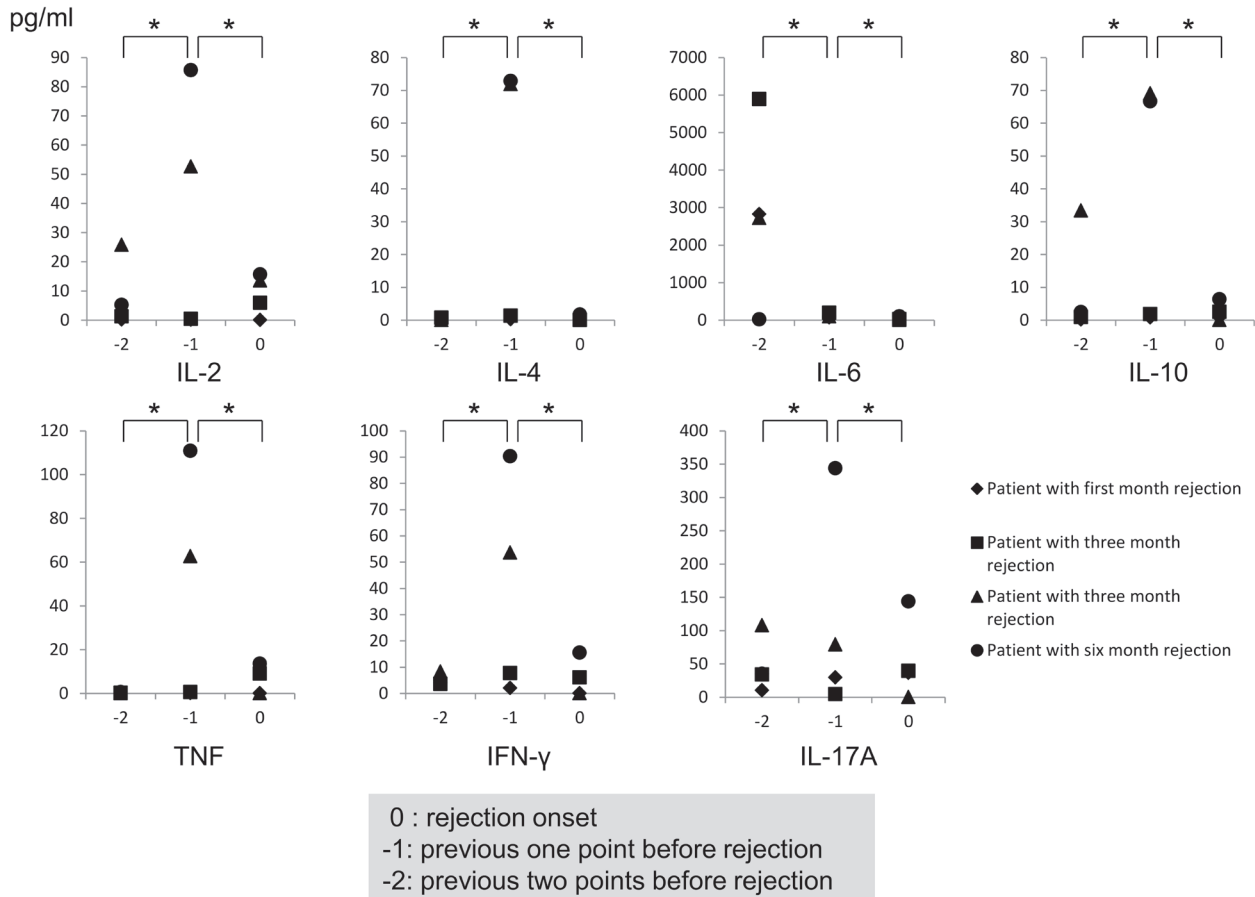 pg/ml
* * * * * * * *
90 80 70 60 50 40 30 20 10 0
-2 -1 0
IL-2
80 70 60 50 40 30 20 10 0
-2 -1 0
IL-4
7000 6000 5000 4000 3000 2000 1000 0
-2 -1 0
IL-6
80 70 60 50 40 30 20 10 0
-2 -1 0
IL-10
* * * * * *
120 100 80 60 40 20 0
-2 -1 0
TNF
100 90 80 70 60 50 40 30 20 10 0
-2 -1 0
IFN-γ
400 350 300 250 200 150 100 50 0
-2 -1 0
IL-17A
Patient with first month rejection
Patient with three month
rejection
Patient with three month
rejection
Patient with six month rejection
0 : rejection onset
-1: previous one point before rejection
-2: previous two points before rejection